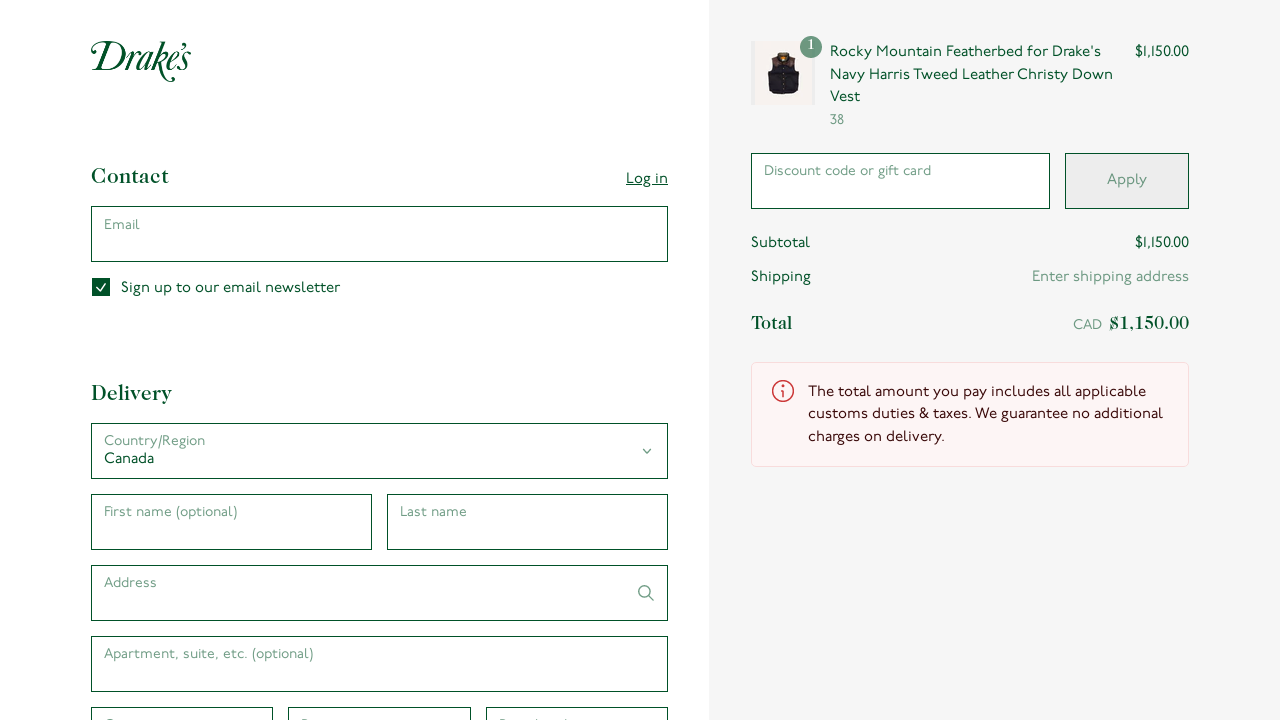 Drake's
Contact
Log in
Email
Sign up to our email newsletter
Delivery
Country/Region
Canada
First name (optional)
Last name
Address
Apartment, suite, etc. (optional)
1
Rocky Mountain Featherbed for Drake's
Navy Harris Tweed Leather Christy Down
Vest
$1,150.00
38
Discount code or gift card
Apply
Subtotal
$1,150.00
Shipping
Enter shipping address
Total
CAD $1,150.00
The total amount you pay includes all applicable
customs duties & taxes. We guarantee no additional
charges on delivery.